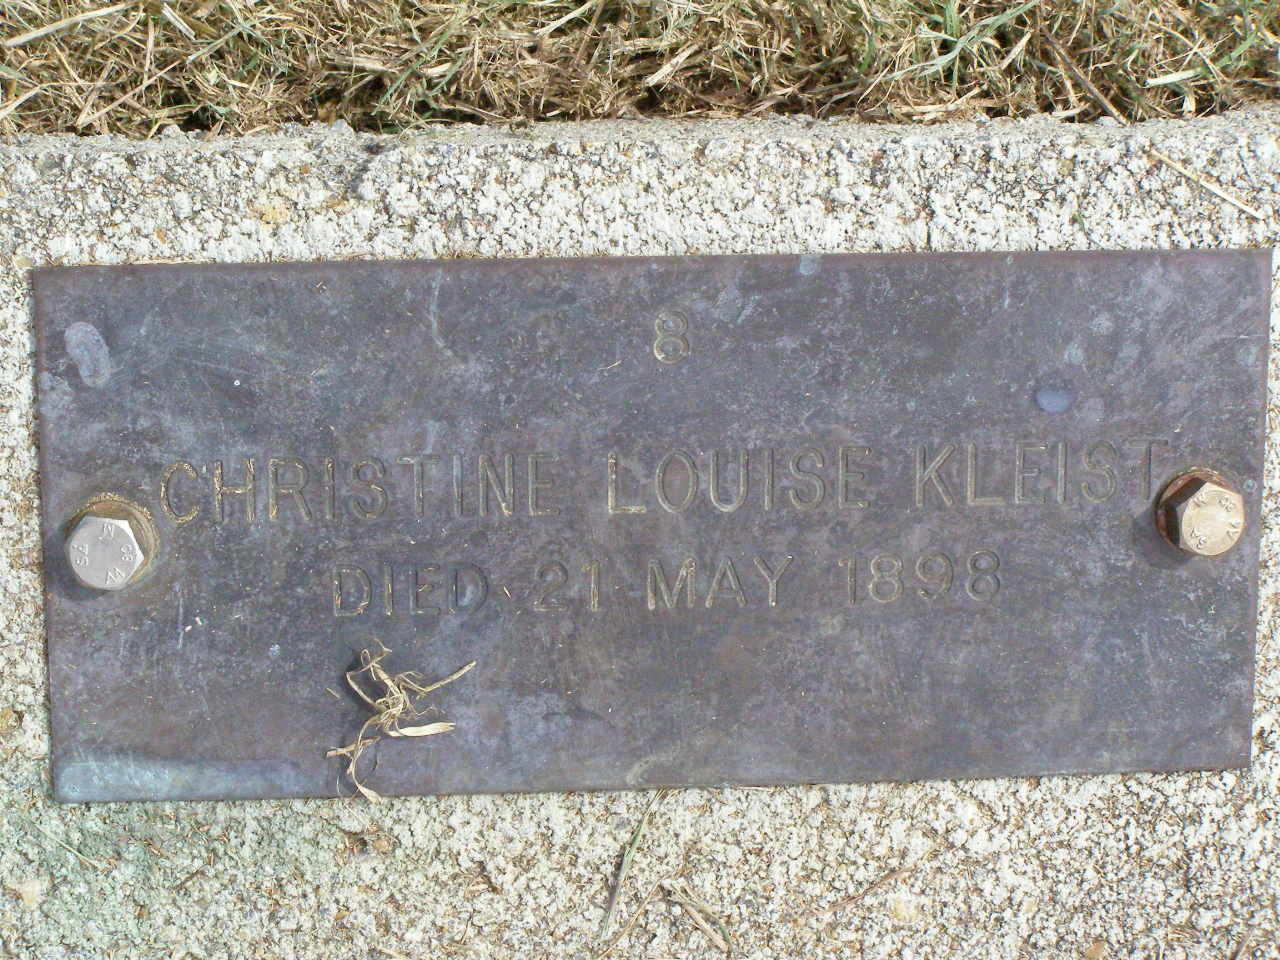 8
CHRISTINE LOUISE KLEIST
DIED 21 MAY 1898